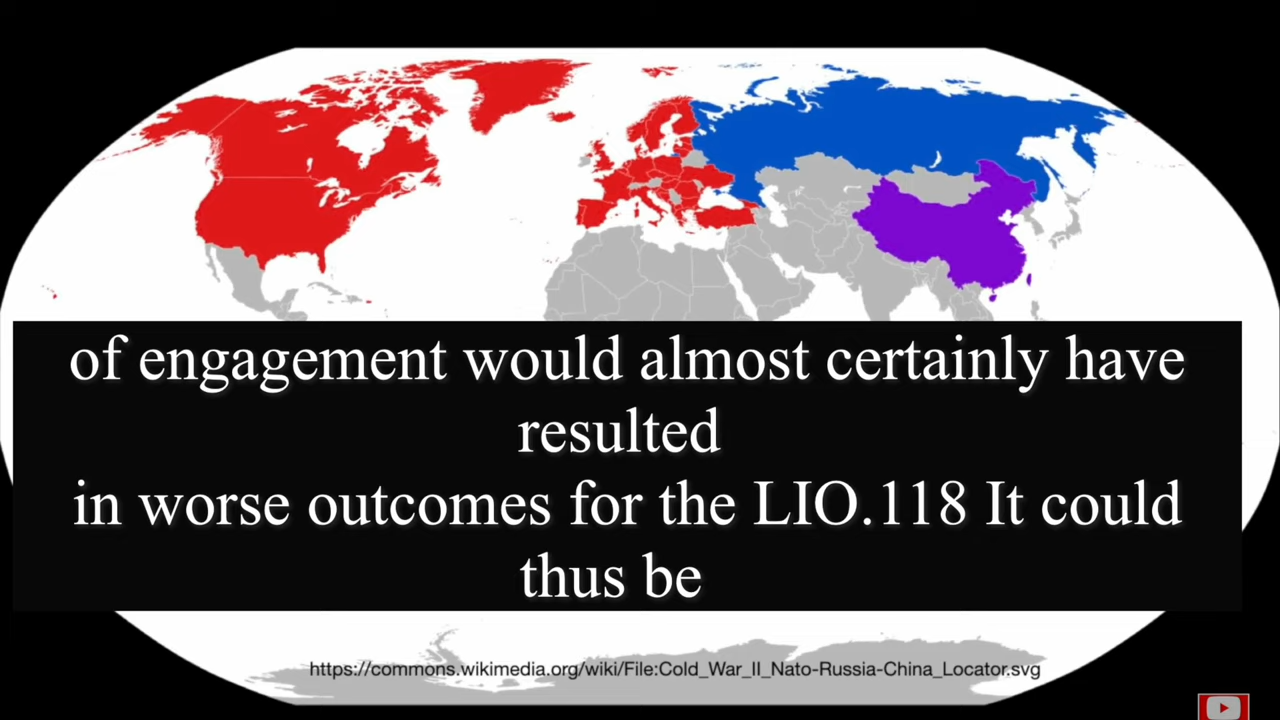 of engagement would almost certainly have
resulted
in worse outcomes for the LIO.118 It could
thus be
https://commons.wikimedia.org/wiki/File:Cold_War_II_Nato-Russia-China_Locator.svg